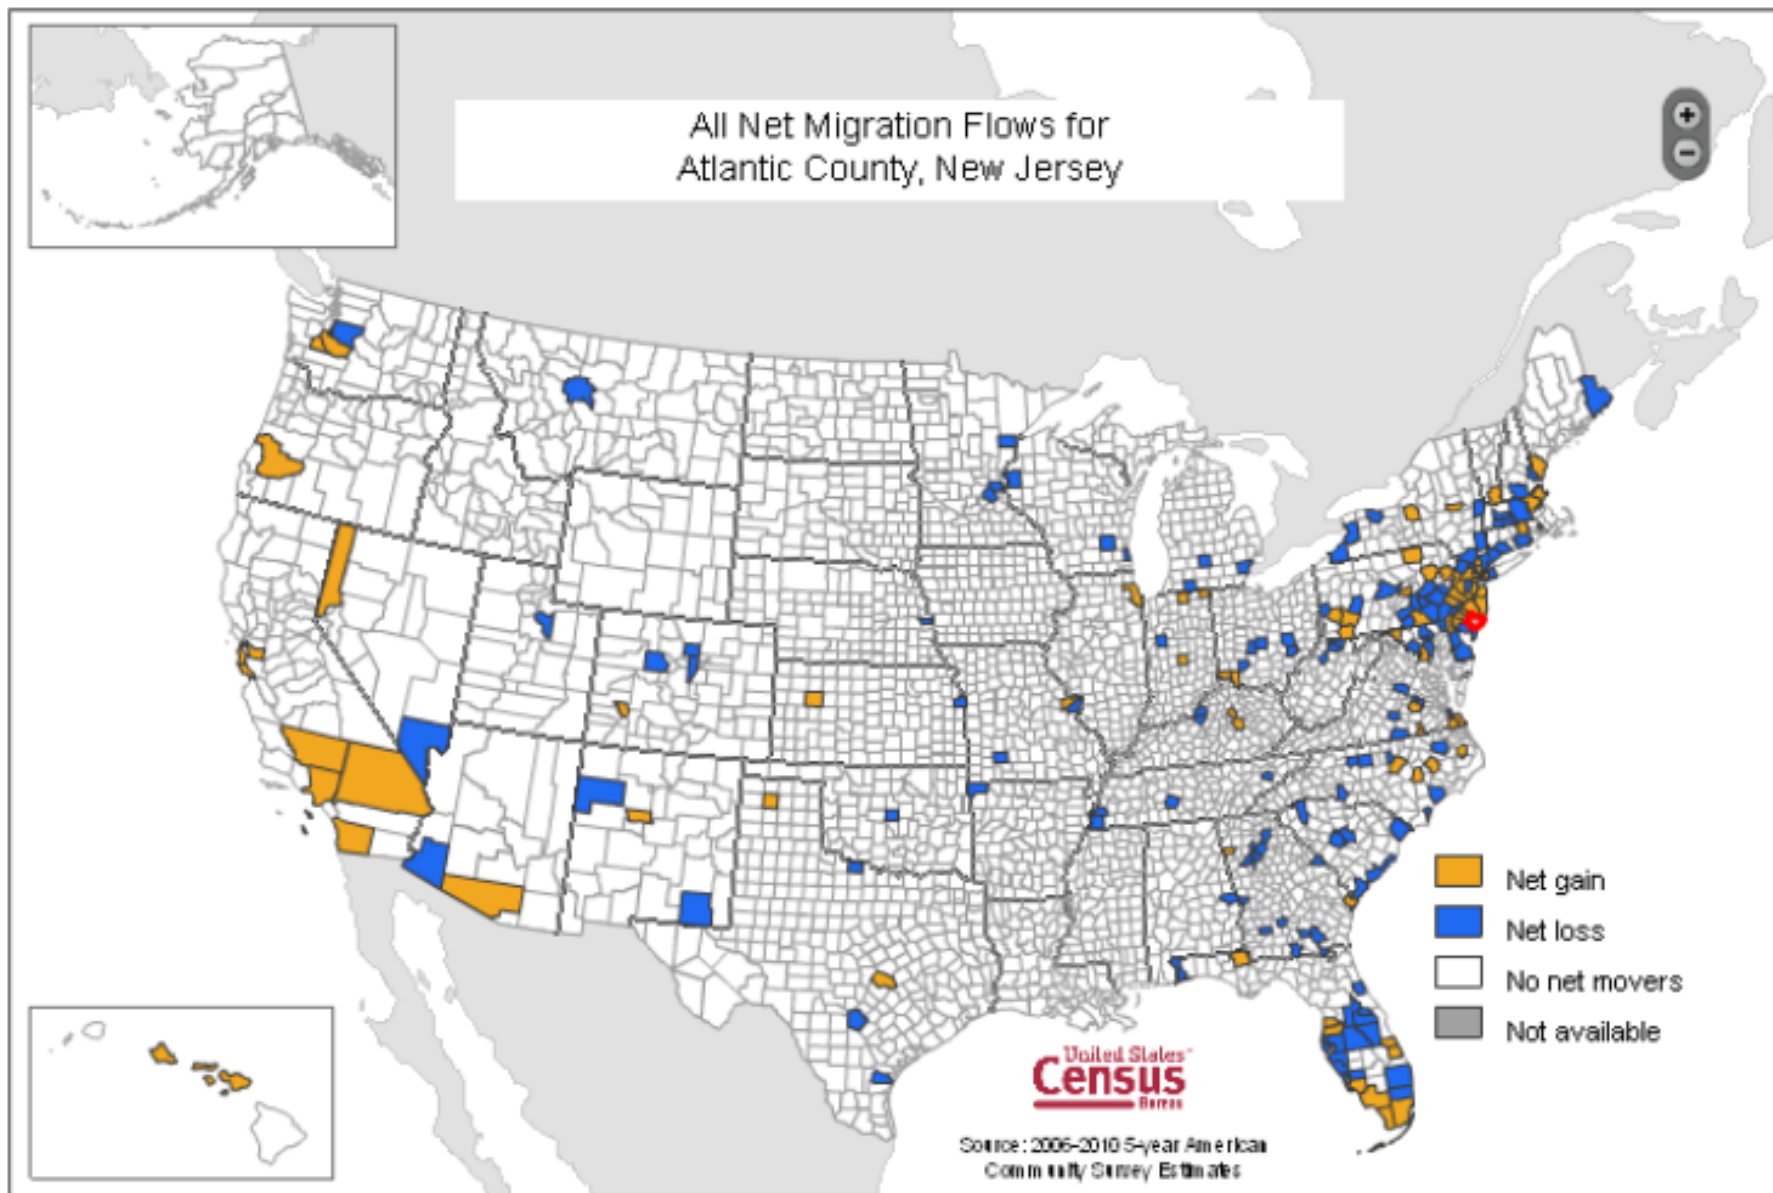 All Net Migration Flows for
Atlantic County, New Jersey
+
−
Net gain
Net loss
No net movers
Not available
United States™
Census
Bureau
Source: 2006-2010 5-year American
Community Survey Estimates